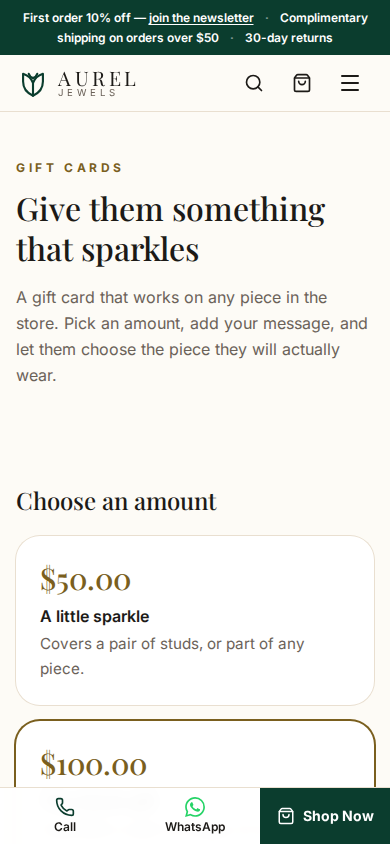 First order 10% off — join the newsletter · Complimentary
shipping on orders over $50 · 30-day returns
AUREL
JEWELS
GIFT CARDS
Give them something
that sparkles
A gift card that works on any piece in the
store. Pick an amount, add your message, and
let them choose the piece they will actually
wear.
Choose an amount
$50.00
A little sparkle
Covers a pair of studs, or part of any
piece.
$100.00
Call
WhatsApp
Shop Now